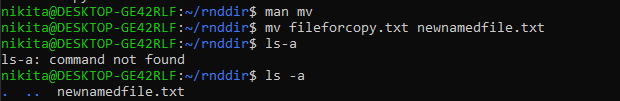 nikita@DESKTOP-GE42RLF:~/rnddir$ man mv
nikita@DESKTOP-GE42RLF:~/rnddir$ mv fileforcopy.txt newnamedfile.txt
nikita@DESKTOP-GE42RLF:~/rnddir$ ls-a
ls-a: command not found
nikita@DESKTOP-GE42RLF:~/rnddir$ ls -a
.  ..  newnamedfile.txt